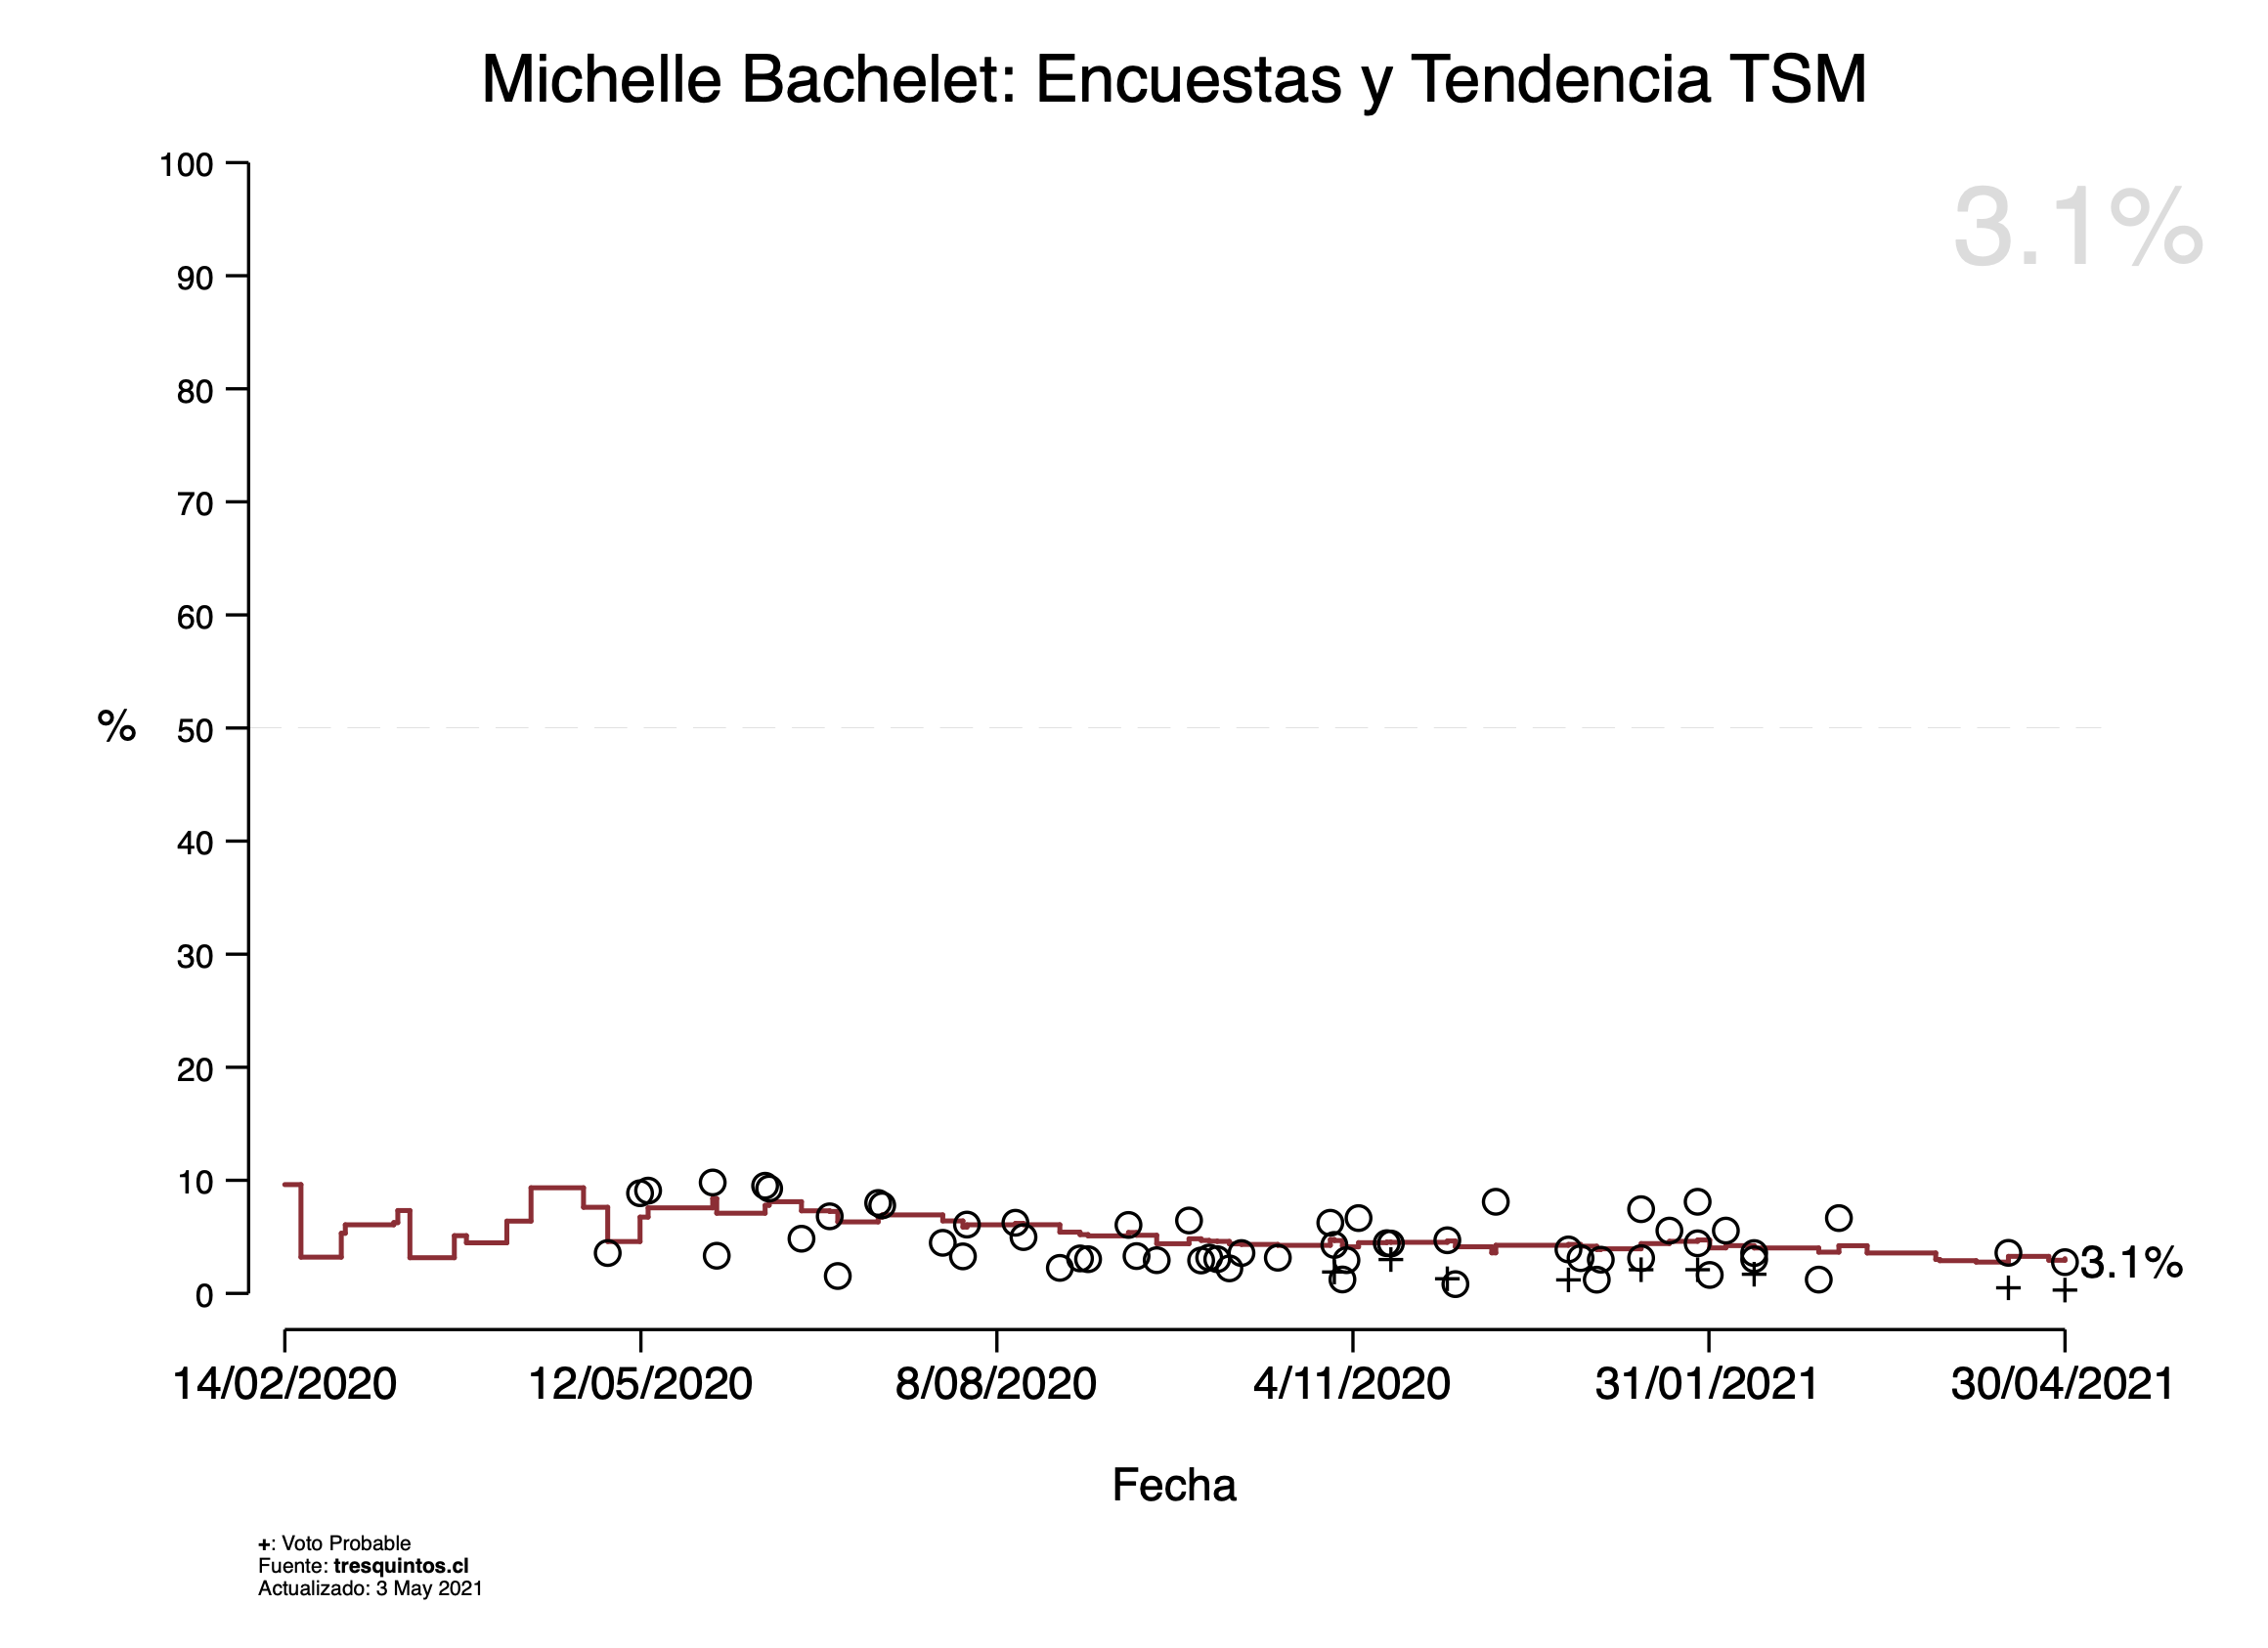 Michelle Bachelet: Encuestas y Tendencia TSM
3.1%
100
90
80
70
60
50
40
30
20
10
0
%
3.1%
14/02/2020 12/05/2020 8/08/2020 4/11/2020 31/01/2021 30/04/2021
Fecha
+: Voto Probable
Fuente: tresquintos.cl
Actualizado: 3 May 2021